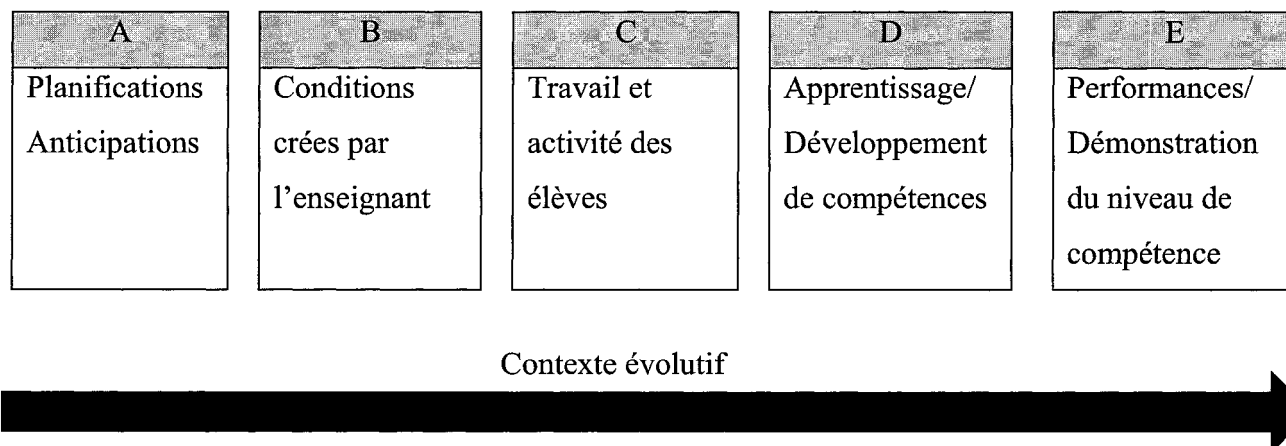 A
Planifications
Anticipations
B
Conditions
crées par
l'enseignant
C
Travail et
activité des
élèves
D
Apprentissage/
Développement
de compétences
E
Performances/
Démonstration
du niveau de
compétence
Contexte évolutif